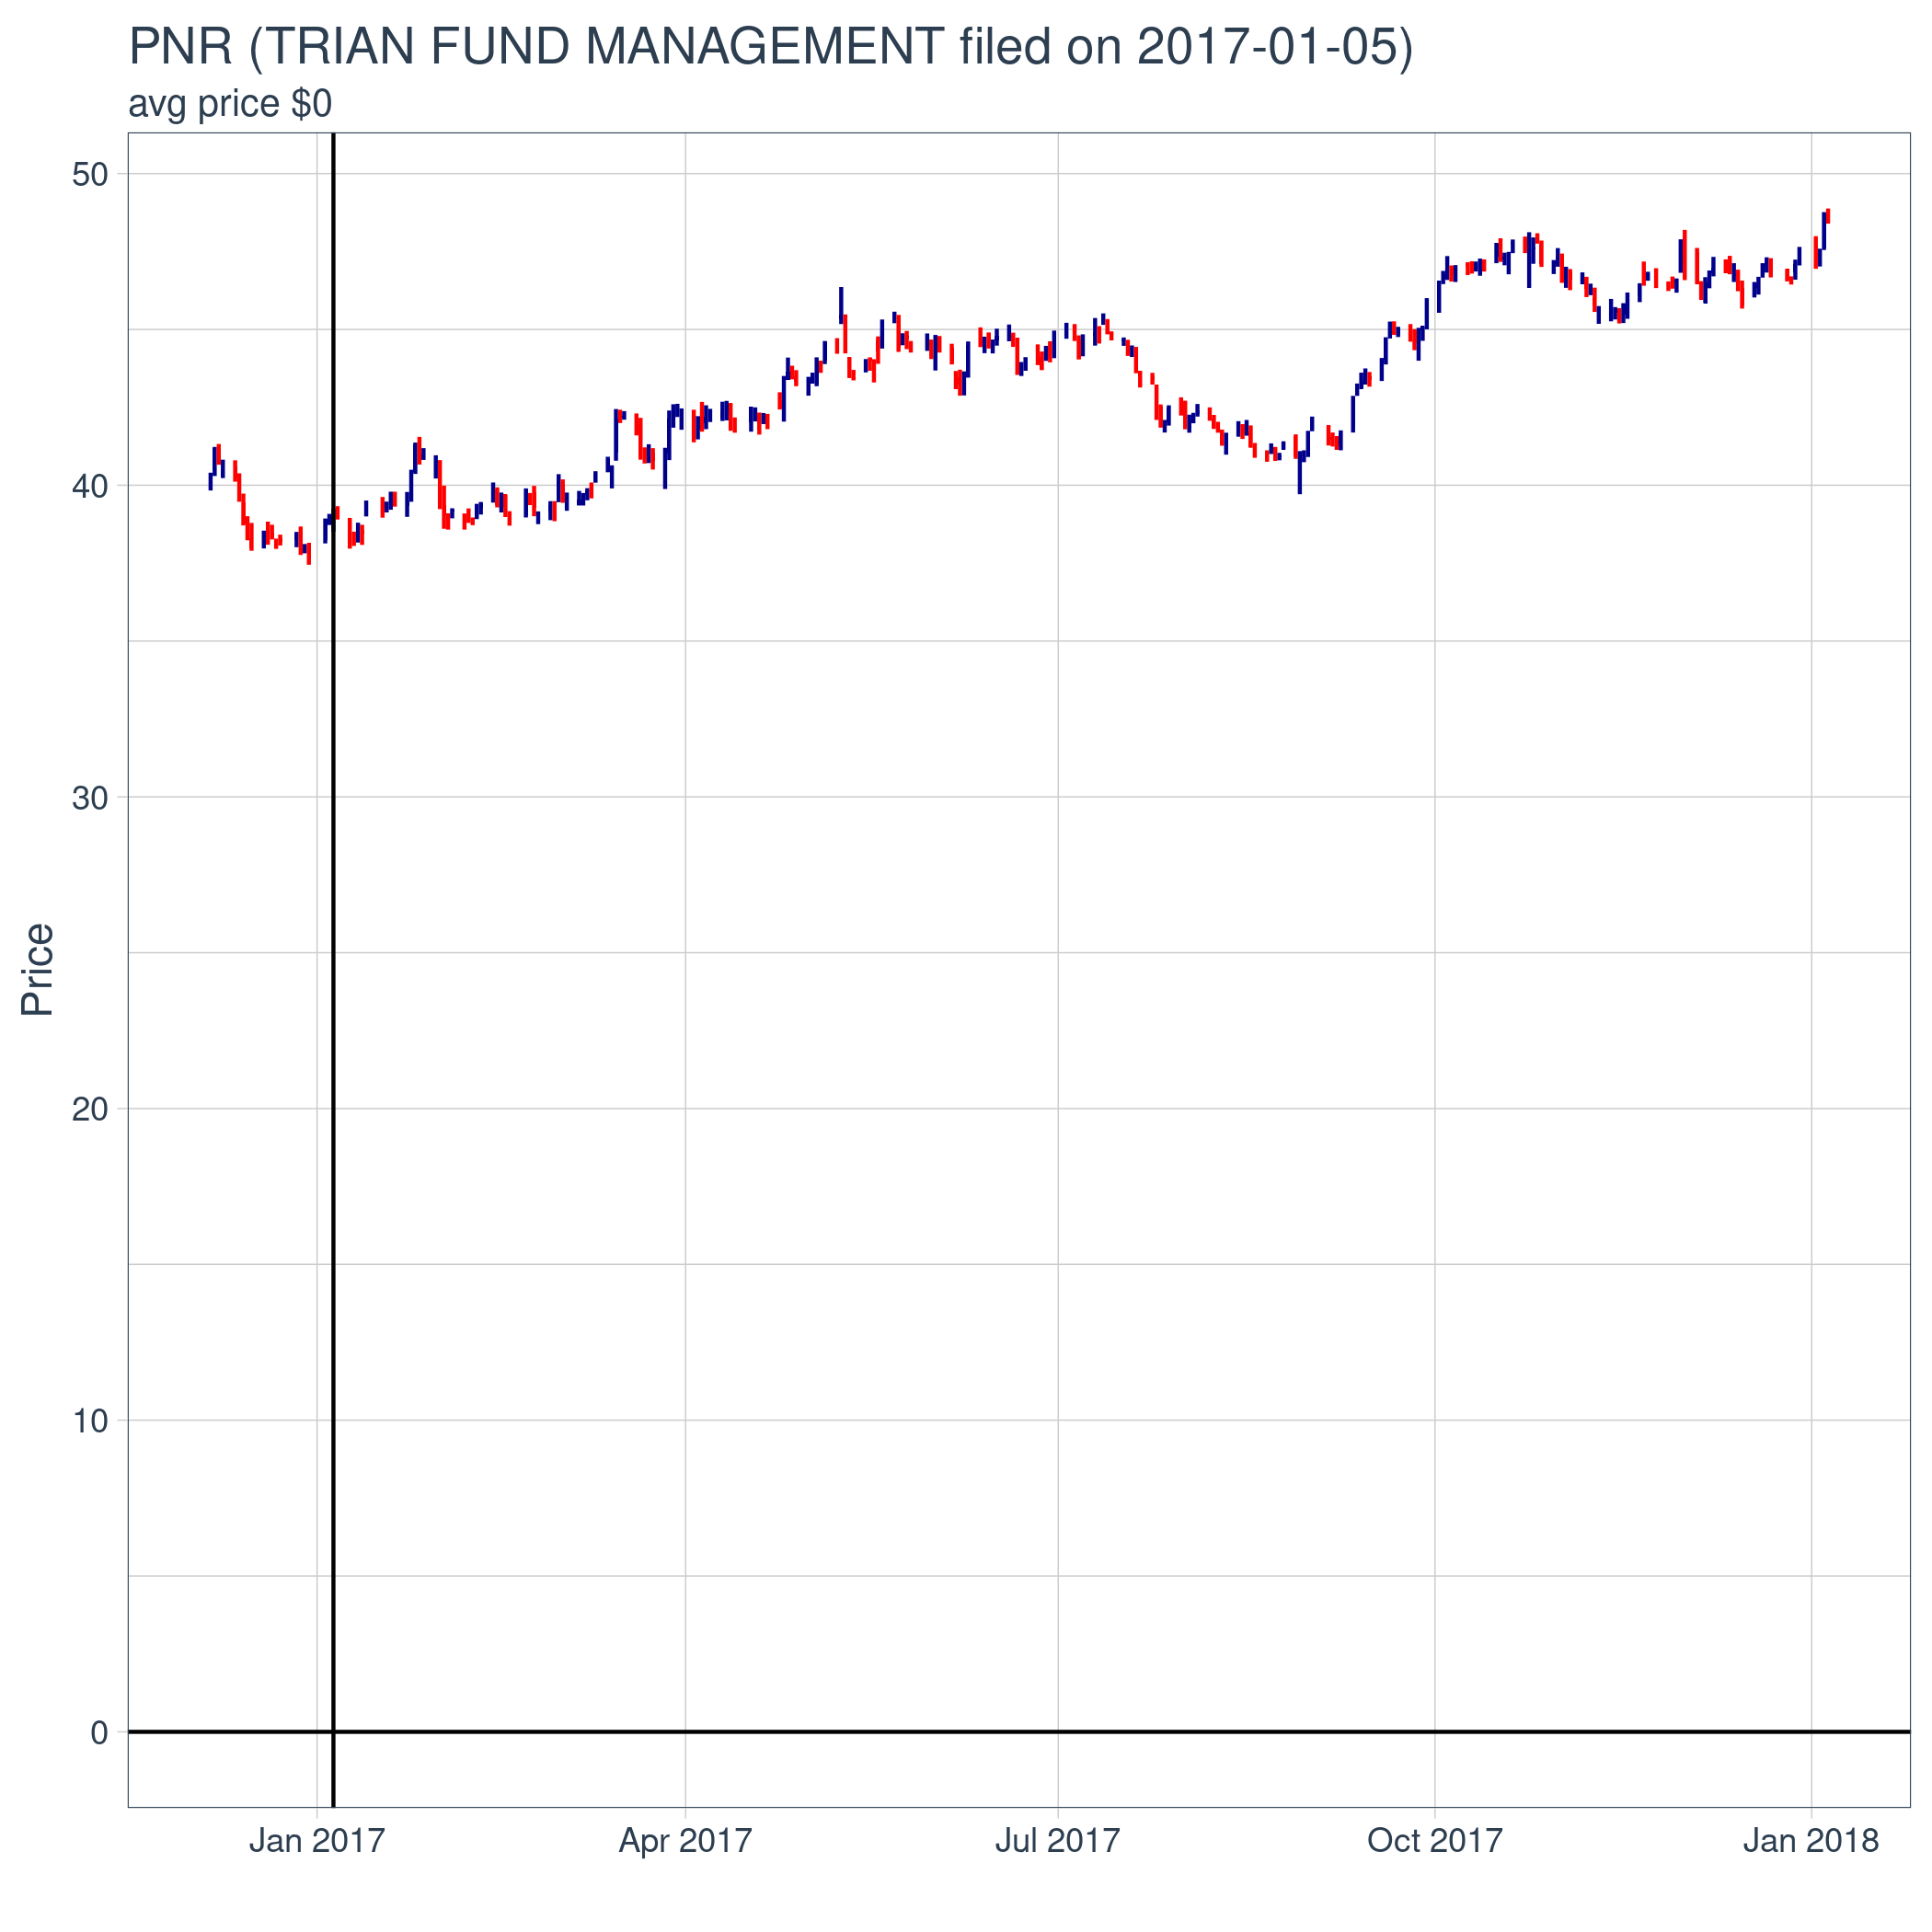 PNR (TRIAN FUND MANAGEMENT filed on 2017-01-05)
avg price $0
50
40
30
20
10
0
Price
Jan 2017
Apr 2017
Jul 2017
Oct 2017
Jan 2018